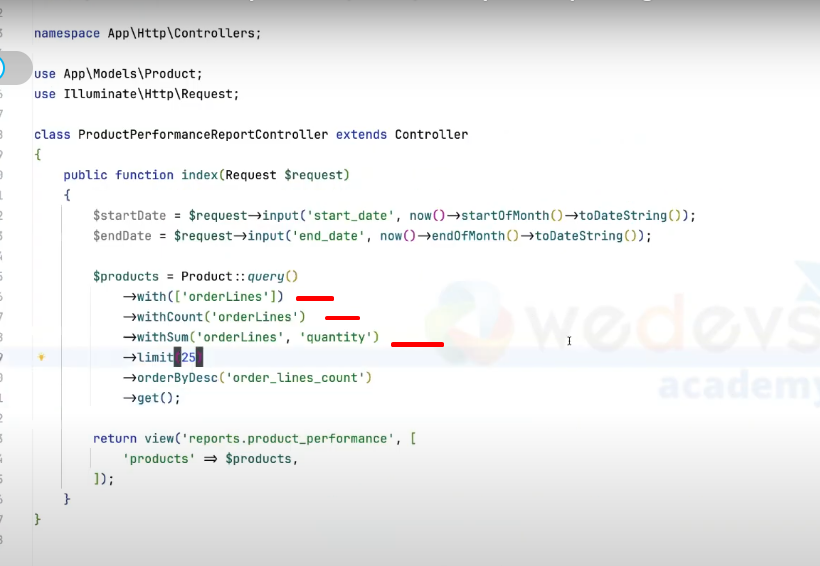 namespace App\Http\Controllers;
use App\Models\Product;
use Illuminate\Http\Request;
class ProductPerformanceReportController extends Controller
{
public function index(Request $request)
{
$startDate = $request->input('start_date', now()->startOfMonth()->toDateString());
$endDate = $request->input('end_date', now()->endOfMonth()->toDateString());
$products = Product::query()
->with(['orderLines'])
->withCount('orderLines')
->withSum('orderLines', 'quantity')
->limit(25)
->orderByDesc('order_lines_count')
->get();
return view('reports.product_performance', [
'products' => $products,
]);
}
}
wedevs
academy